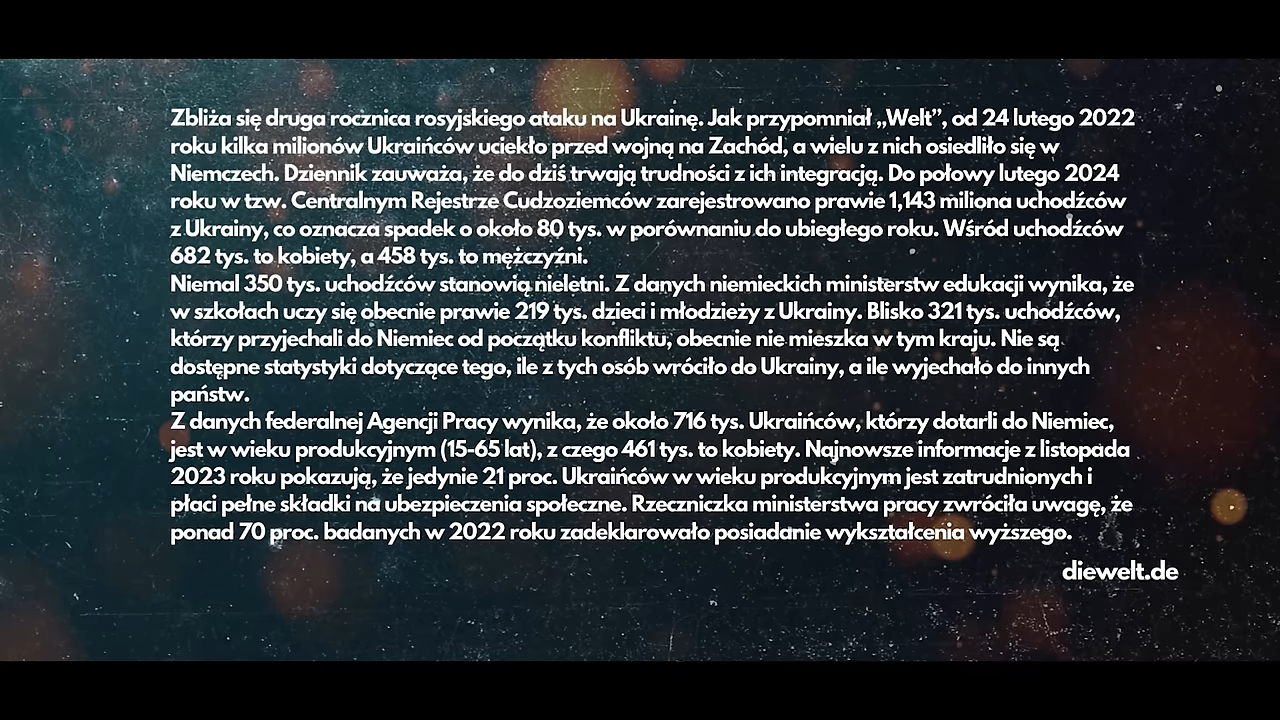 Zbliża się druga rocznica rosyjskiego ataku na Ukrainę. Jak przypomniał „Welt”, od 24 lutego 2022
roku kilka milionów Ukraińców uciekło przed wojną na Zachód, a wielu z nich osiedliło się w
Niemczech. Dziennik zauważa, że do dziś trwają trudności z ich integracją. Do połowy lutego 2024
roku w tzw. Centralnym Rejestrze Cudzoziemców zarejestrowano prawie 1,143 miliona uchodźców
z Ukrainy, co oznacza spadek o około 80 tys. w porównaniu do ubiegłego roku. Wśród uchodźców
682 tys. to kobiety, a 458 tys. to mężczyźni.
Niemal 350 tys. uchodźców stanowią nieletni. Z danych niemieckich ministerstw edukacji wynika, że
w szkołach uczy się obecnie prawie 219 tys. dzieci i młodzieży z Ukrainy. Blisko 321 tys. uchodźców,
którzy przyjechali do Niemiec od początku konfliktu, obecnie nie mieszka w tym kraju. Nie są
dostępne statystyki dotyczące tego, ile z tych osób wróciło do Ukrainy, a ile wyjechało do innych
państw.
Z danych federalnej Agencji Pracy wynika, że około 716 tys. Ukraińców, którzy dotarli do Niemiec,
jest w wieku produkcyjnym (15-65 lat), z czego 461 tys. to kobiety. Najnowsze informacje z listopada
2023 roku pokazują, że jedynie 21 proc. Ukraińców w wieku produkcyjnym jest zatrudnionych i
płaci pełne składki na ubezpieczenia społeczne. Rzeczniczka ministerstwa pracy zwróciła uwagę, że
ponad 70 proc. badanych w 2022 roku zadeklarowało posiadanie wykształcenia wyższego.
diewelt.de